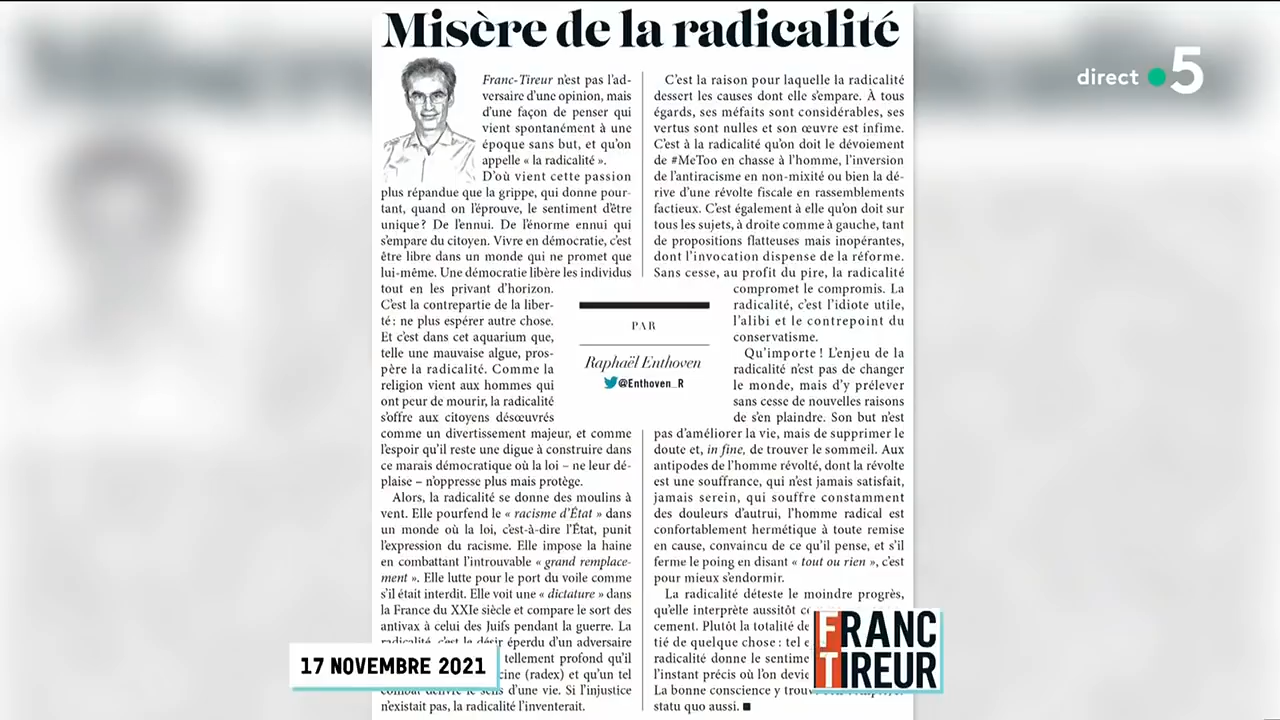 Misère de la radicalité
direct 5
Franc-Tireur n'est pas l'ad-
versaire d'une opinion, mais
d'une façon de penser qui
vient spontanément à une
époque sans but, et qu'on
appelle « la radicalité ».
D'où vient cette passion
plus répandue que la grippe, qui donne pour-
tant, quand on l'éprouve, le sentiment d'être
unique? De l'ennui. De l'énorme ennui qui
s'empare du citoyen. Vivre en démocratie, c'est
être libre dans un monde qui ne promet que
lui-même. Une démocratie libère les individus
tout en les privant d'horizon.
C'est la contrepartie de la liber-
té : ne plus espérer autre chose.
Et c'est dans cet aquarium que,
telle une mauvaise algue, pros-
père la radicalité. Comme la
religion vient aux hommes qui
ont peur de mourir, la radicalité
s'offre aux citoyens désœuvrés
comme un divertissement majeur, et comme
l'espoir qu'il reste une digue à construire dans
ce marais démocratique où la loi – ne leur dé-
plaise – n'oppresse plus mais protège.
Alors, la radicalité se donne des moulins à
vent. Elle pourfend le « racisme d'État » dans
un monde où la loi, c'est-à-dire l'État, punit
l'expression du racisme. Elle impose la haine
en combattant l'introuvable « grand remplace-
ment ». Elle lutte pour le port du voile comme
s'il était interdit. Elle voit une « dictature » dans
la France du XXIe siècle et compare le sort des
antivax à celui des Juifs pendant la guerre. La
radicalité, c'est le désir éperdu d'un adversaire
tellement profond qu'il
(radex) et qu'un tel
combat délivre le sens d'une vie. Si l'injustice
n'existait pas, la radicalité l'inventerait.
PAR
Raphaël Enthoven
@Enthoven_R
C'est la raison pour laquelle la radicalité
dessert les causes dont elle s'empare. À tous
égards, ses méfaits sont considérables, ses
vertus sont nulles et son œuvre est infime.
C'est à la radicalité qu'on doit le dévoiement
de #MeToo en chasse à l'homme, l'inversion
de l'antiracisme en non-mixité ou bien la dé-
rive d'une révolte fiscale en rassemblements
factieux. C'est également à elle qu'on doit sur
tous les sujets, à droite comme à gauche, tant
de propositions flatteuses mais inopérantes,
dont l'invocation dispense de la réforme.
Sans cesse, au profit du pire, la radicalité
compromet le compromis. La
radicalité, c'est l'idiote utile,
l'alibi et le contrepoint du
conservatisme.
Qu'importe ! L'enjeu de la
radicalité n'est pas de changer
le monde, mais d'y prélever
sans cesse de nouvelles raisons
de s'en plaindre. Son but n'est
pas d'améliorer la vie, mais de supprimer le
doute et, in fine, de trouver le sommeil. Aux
antipodes de l'homme révolté, dont la révolte
est une souffrance, qui n'est jamais satisfait,
jamais serein, qui souffre constamment
des douleurs d'autrui, l'homme radical est
confortablement hermétique à toute remise
en cause, convaincu de ce qu'il pense, et s'il
ferme le poing en disant « tout ou rien », c'est
pour mieux s'endormir.
La radicalité déteste le moindre progrès,
qu'elle interprète aussitôt
cement. Plutôt la totalité de
tié de quelque chose : tel
radicalité donne le
l'instant précis où l'on
La bonne conscience y
statu quo aussi.
17 NOVEMBRE 2021
FRANC
TIREUR